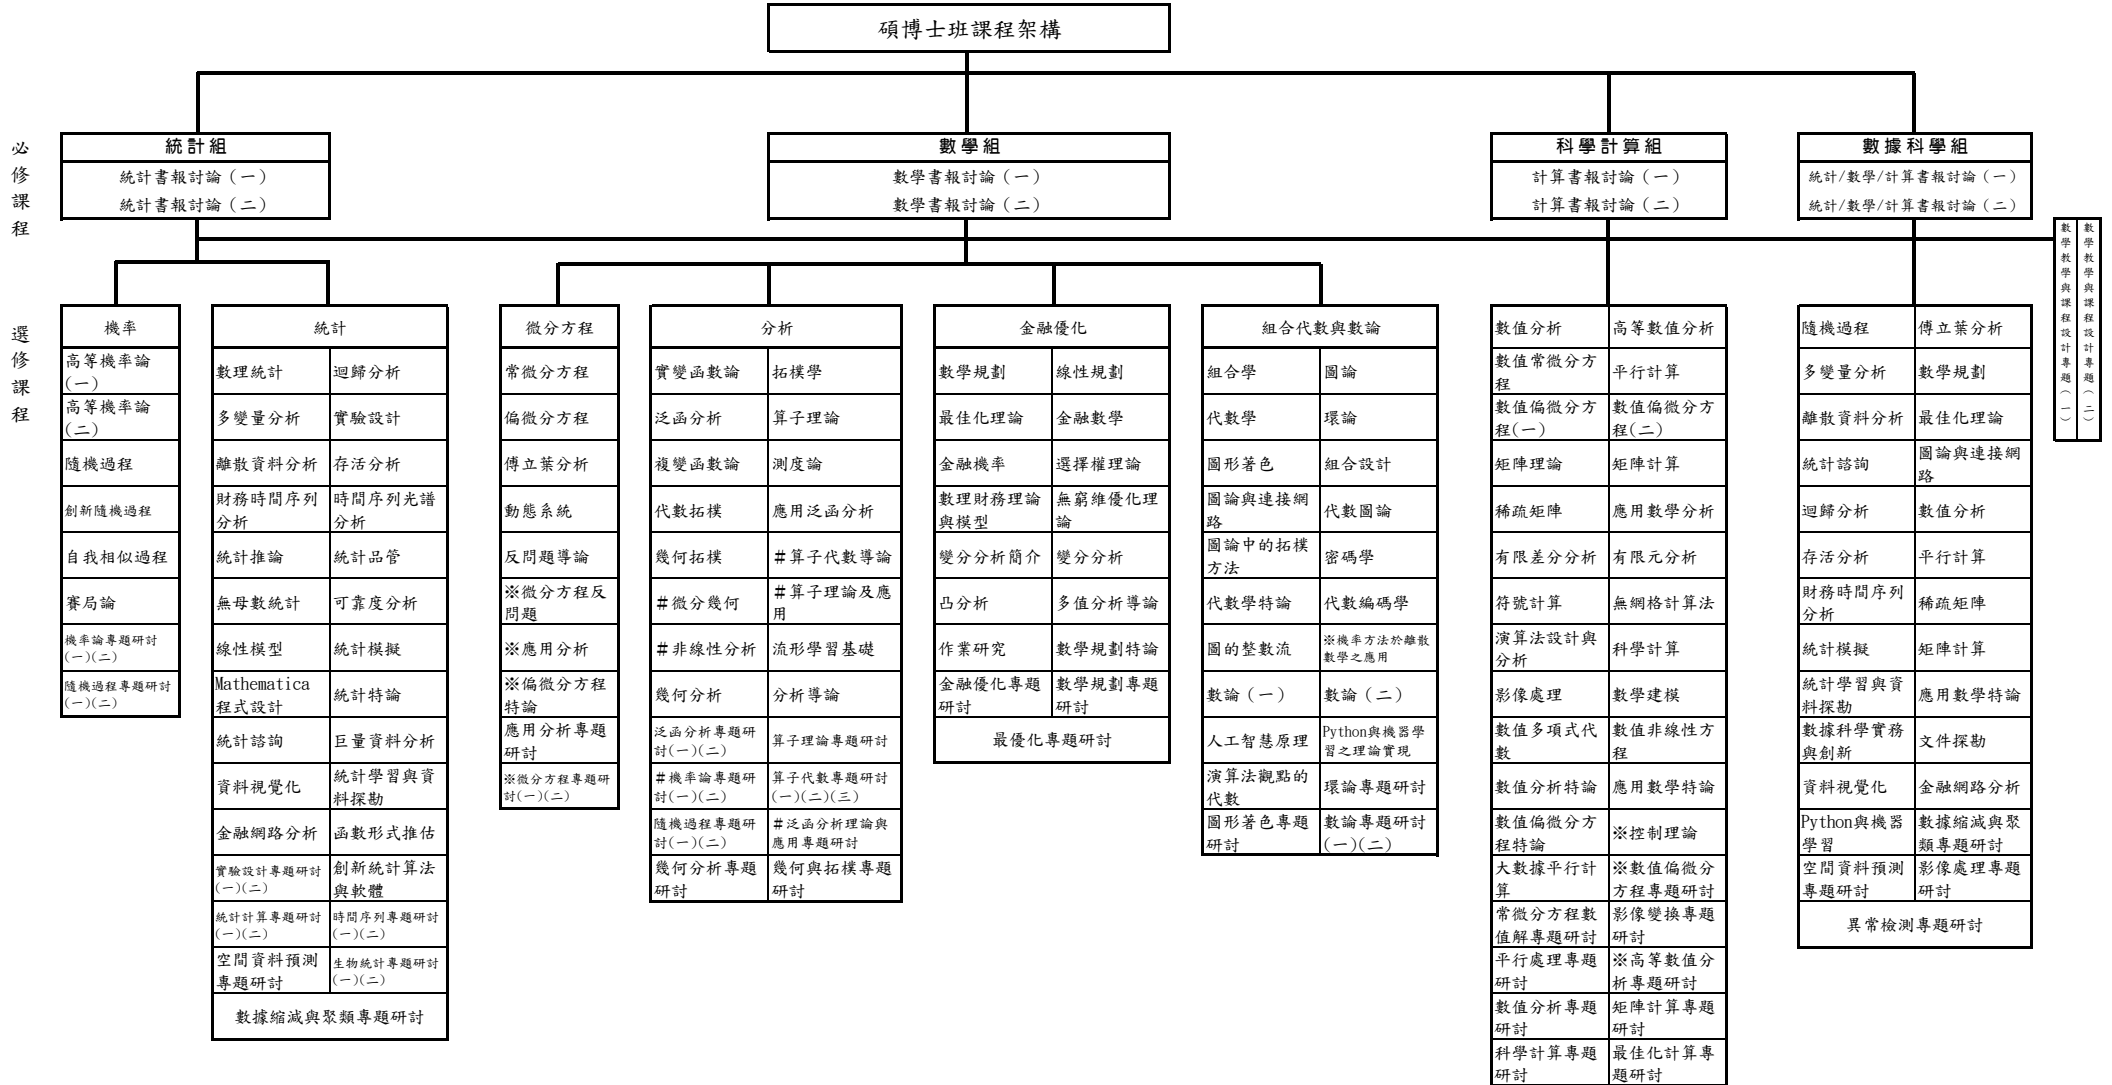 碩博士班課程架構
必修課程
統計組
統計書報討論（一）
統計書報討論（二）
數學組
數學書報討論（一）
數學書報討論（二）
科學計算組
計算書報討論（一）
計算書報討論（二）
數據科學組
統計/數學/計算書報討論（一）
統計/數學/計算書報討論（二）
數學教學與課程設計專題（一）
數學教學與課程設計專題（二）
選修課程
機率
高等機率論
(一)
高等機率論
(二)
隨機過程
創新隨機過程
自我相似過程
賽局論
機率論專題研討
(一)(二)
隨機過程專題研討
(一)(二)
統計
數理統計
迴歸分析
多變量分析
實驗設計
離散資料分析
存活分析
財務時間序列
分析
時間序列光譜
分析
統計推論
統計品管
無母數統計
可靠度分析
線性模型
統計模擬
Mathematica
程式設計
統計特論
統計諮詢
巨量資料分析
資料視覺化
統計學習與資
料探勘
金融網路分析
函數形式推估
實驗設計專題研討
(一)(二)
創新統計算法
與軟體
統計計算專題研討
(一)(二)
時間序列專題研討
(一)(二)
空間資料預測
專題研討
生物統計專題研討
(一)(二)
數據縮減與聚類專題研討
微分方程
常微分方程
偏微分方程
傅立葉分析
動態系統
反問題導論
※微分方程反
問題
※應用分析
※偏微分方程
特論
應用分析專題
研討
※微分方程專題研
討(一)(二)
分析
實變函數論
拓樸學
泛函分析
算子理論
複變函數論
測度論
代數拓樸
應用泛函分析
幾何拓樸
＃算子代數導論
＃微分幾何
＃算子理論及應
用
＃非線性分析
流形學習基礎
幾何分析
分析導論
泛函分析專題研
討(一)(二)
算子理論專題研討
＃機率論專題研
討(一)(二)
算子代數專題研討
(一)(二)(三)
隨機過程專題研
討(一)(二)
＃泛函分析理論與
應用專題研討
幾何分析專題
研討
幾何與拓樸專題
研討
金融優化
數學規劃
線性規劃
最佳化理論
金融數學
金融機率
選擇權理論
數理財務理論
與模型
無窮維優化理
論
變分分析簡介
變分分析
凸分析
多值分析導論
作業研究
數學規劃特論
金融優化專題
研討
數學規劃專題
研討
最優化專題研討
組合代數與數論
組合學
圖論
代數學
環論
圖形著色
組合設計
圖論與連接網
路
代數圖論
圖論中的拓樸
方法
密碼學
代數學特論
代數編碼學
圖的整數流
※機率方法於離散
數學之應用
數論（一）
數論（二）
人工智慧原理
Python與機器學
習之理論實現
演算法觀點的
代數
環論專題研討
圖形著色專題
研討
數論專題研討
(一)(二)
數值分析
高等數值分析
數值常微分方
程
平行計算
數值偏微分方
程(一)
數值偏微分方
程(二)
矩陣理論
矩陣計算
稀疏矩陣
應用數學分析
有限差分分析
有限元分析
符號計算
無網格計算法
演算法設計與
分析
科學計算
影像處理
數學建模
數值多項式代
數
數值非線性方
程
數值分析特論
應用數學特論
數值偏微分方
程特論
※控制理論
大數據平行計
算
※數值偏微分
方程專題研討
常微分方程數
值解專題研討
影像變換專題
研討
平行處理專題
研討
※高等數值分
析專題研討
數值分析專題
研討
矩陣計算專題
研討
科學計算專題
研討
最佳化計算專
題研討
隨機過程
傅立葉分析
多變量分析
數學規劃
離散資料分析
最佳化理論
統計諮詢
圖論與連接網
路
迴歸分析
數值分析
存活分析
平行計算
財務時間序列
分析
稀疏矩陣
統計模擬
矩陣計算
統計學習與資
料探勘
應用數學特論
數據科學實務
與創新
文件探勘
資料視覺化
金融網路分析
Python與機器
學習
數據縮減與聚
類專題研討
空間資料預測
專題研討
影像處理專題
研討
異常檢測專題研討